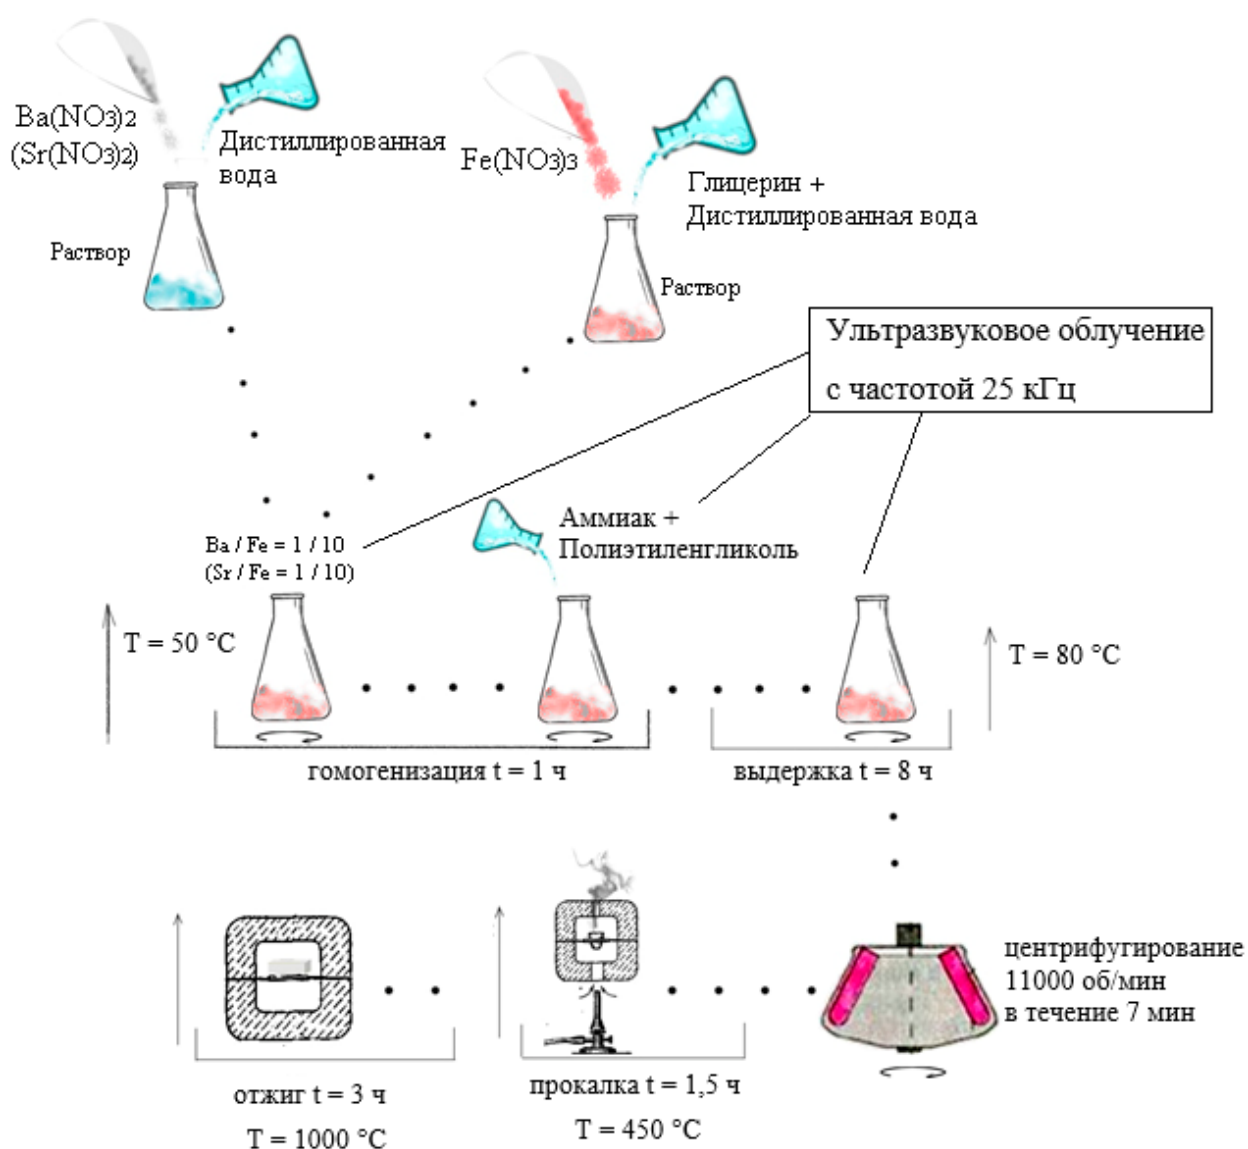 Ba(NO3)2
(Sr(NO3)2)
Дистиллированная
вода
Fe(NO3)3
Глицерин +
Дистиллированная вода
Раствор
Раствор
Ультразвуковое облучение
с частотой 25 кГц
Ba / Fe = 1 / 10
(Sr / Fe = 1 / 10)
Аммиак +
Полиэтиленгликоль
T = 50 °C
T = 80 °C
гомогенизация t = 1 ч
выдержка t = 8 ч
центрифугирование
11000 об/мин
в течение 7 мин
прокалка t = 1,5 ч
T = 450 °C
отжиг t = 3 ч
T = 1000 °C